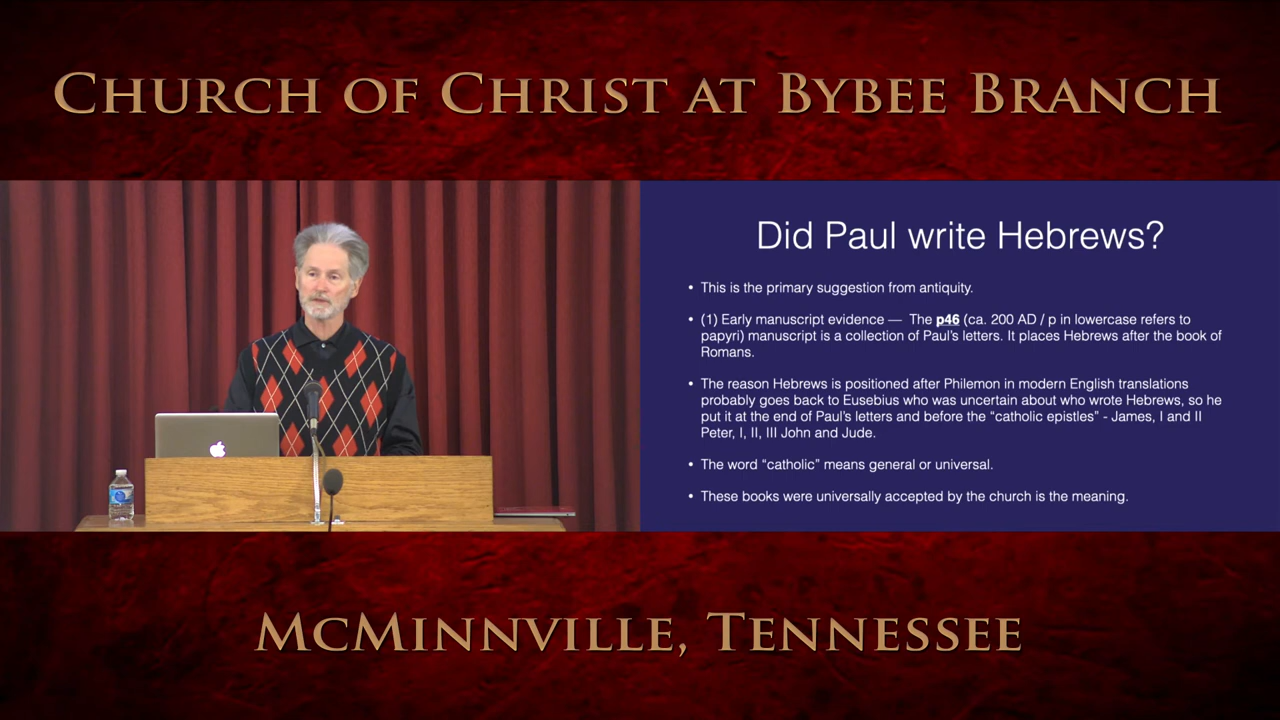 CHURCH OF CHRIST AT BYBEE BRANCH
Did Paul write Hebrews?
• This is the primary suggestion from antiquity.
• (1) Early manuscript evidence — The p46 (ca. 200 AD / p in lowercase refers to
papyri) manuscript is a collection of Paul's letters. It places Hebrews after the book of
Romans.
• The reason Hebrews is positioned after Philemon in modern English translations
probably goes back to Eusebius who was uncertain about who wrote Hebrews, so he
put it at the end of Paul's letters and before the “catholic epistles” - James, I and II
Peter, I, II, III John and Jude.
• The word “catholic” means general or universal.
• These books were universally accepted by the church is the meaning.
MCMINNVILLE, TENNESSEE